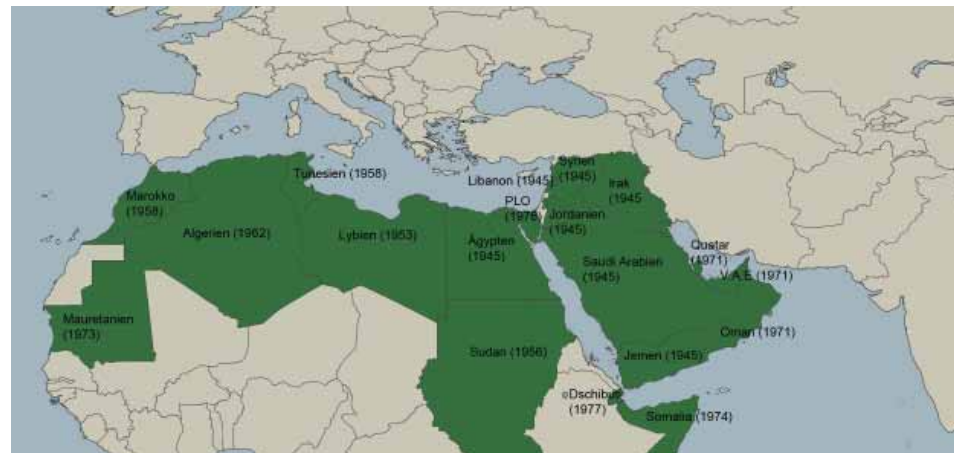 Tunesien (1958)
Marokko
(1958)
Algerien (1962)
Lybien (1953)
Libanon (1945)
Syrien
(1945)
Irak
(1945
PLO
(1976)
Jordanien
(1945)
Ägypten
(1945)
Saudi Arabien
(1945)
Quatar
(1971)
V.A.E (1971)
Oman (1971)
Mauretanien
(1973)
Sudan (1956)
Jemen (1945)
Dschibuti
(1977)
Somalia (1974)